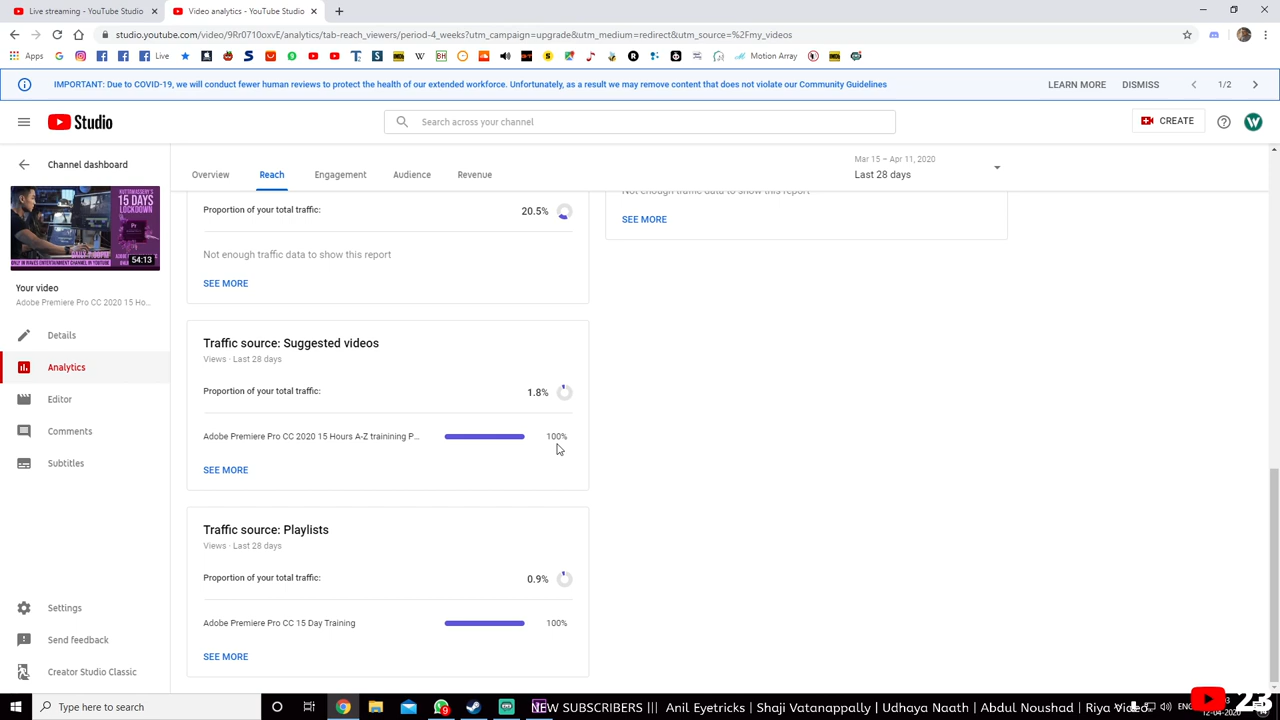 Live streaming - YouTube Studio
Video analytics - YouTube Studio
studio.youtube.com/video/9Rr0710oxvE/analytics/tab-reach_viewers/period-4_weeks?utm_campaign=upgrade&utm_medium=redirect&utm_source=%2Fmy_videos
Apps
Live
Motion Array
IMPORTANT: Due to COVID-19, we will conduct fewer human reviews to protect the health of our extended workforce. Unfortunately, as a result we may remove content that does not violate our Community Guidelines
LEARN MORE
DISMISS
1/2
Studio
Search across your channel
CREATE
Channel dashboard
15 DAYS
LOCKDOWN
54:13
Your video
Adobe Premiere Pro CC 2020 15 Ho...
Details
Analytics
Editor
Comments
Subtitles
Settings
Send feedback
Creator Studio Classic
Overview
Reach
Engagement
Audience
Revenue
Mar 15 – Apr 11, 2020
Last 28 days
Proportion of your total traffic:
20.5%
Not enough traffic data to show this report
SEE MORE
Not enough traffic data to show this report
SEE MORE
Traffic source: Suggested videos
Views · Last 28 days
Proportion of your total traffic:
1.8%
Adobe Premiere Pro CC 2020 15 Hours A-Z trainining P...
100%
SEE MORE
Traffic source: Playlists
Views · Last 28 days
Proportion of your total traffic:
0.9%
Adobe Premiere Pro CC 15 Day Training
100%
SEE MORE
Type here to search
NEW SUBSCRIBERS ||| Anil Eyetricks | Shaji Vatanappally | Udhaya Naath | Abdul Noushad | Riya Video
ENG
12-04-2020